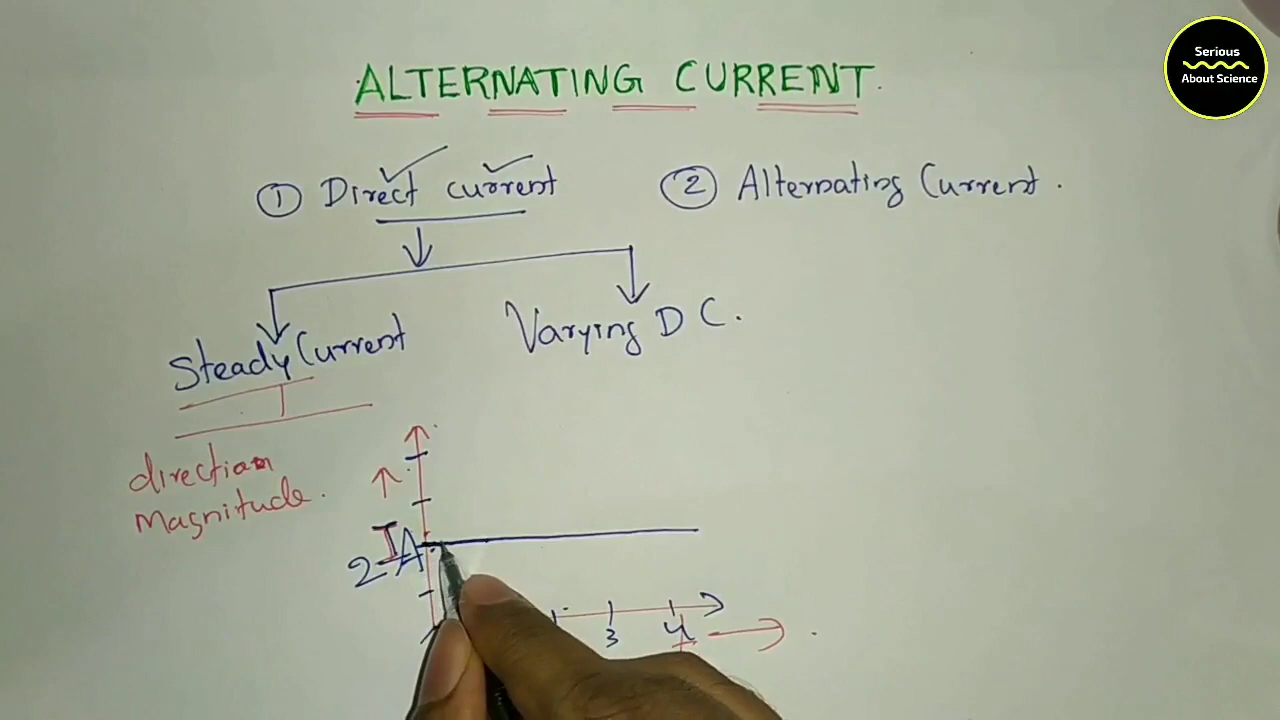 Serious
About Science
ALTERNATING CURRENT.
① Direct current
② Alternating Current.
Steady Current
Varying D C.
direction
Magnitude.
I
2 A
3
4
t